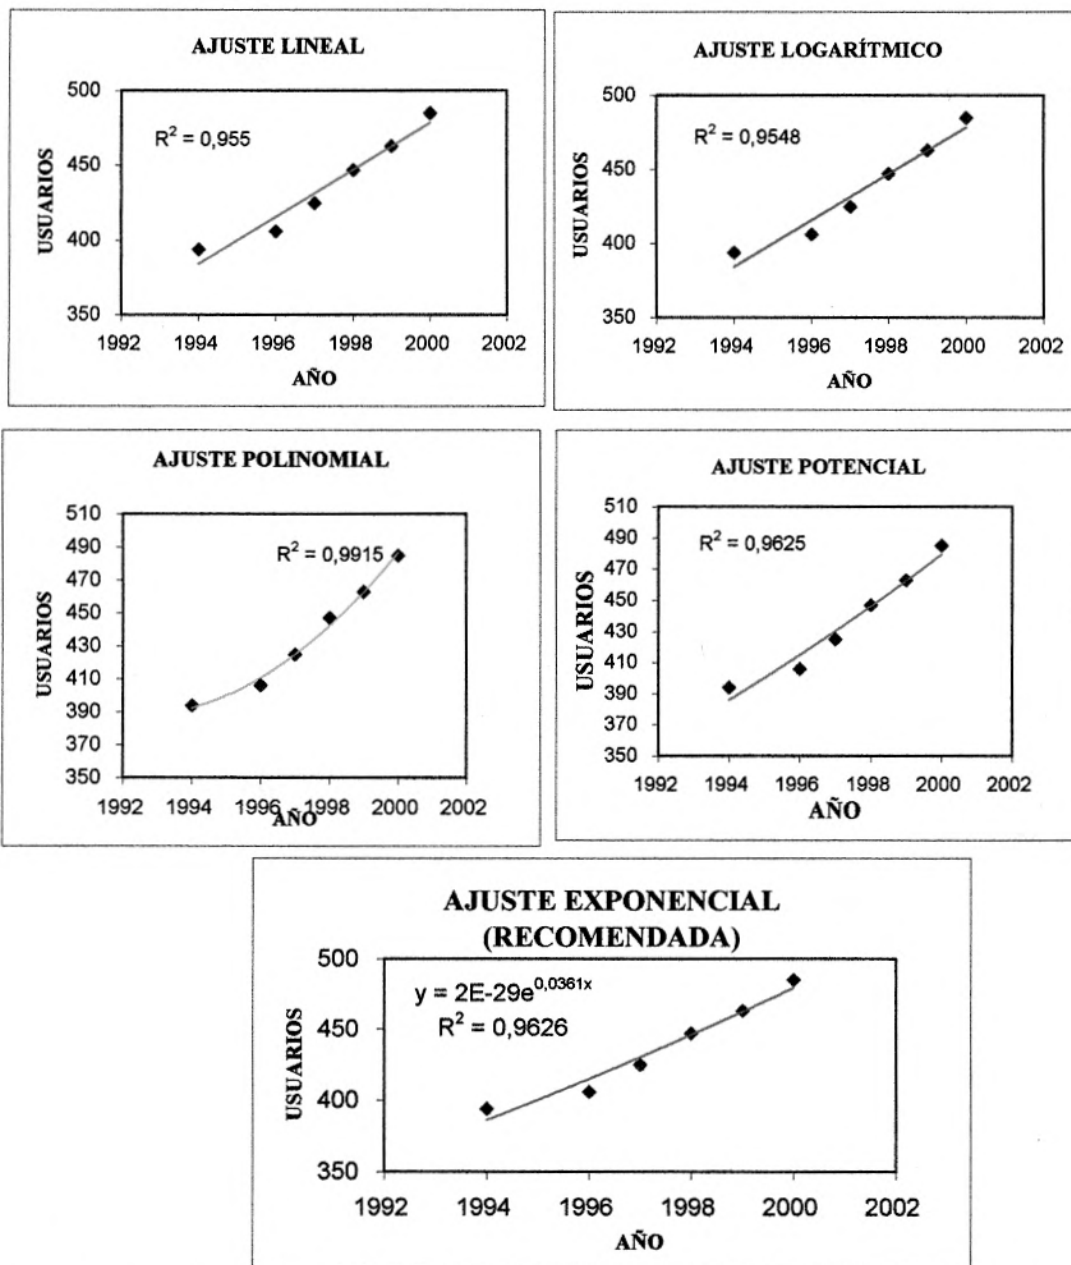 AJUSTE LINEAL
500
450
400
350
R² = 0,955
USUARIOS
1992 1994 1996 1998 2000 2002
AÑO
AJUSTE LOGARÍTMICO
500
450
400
350
R² = 0,9548
USUARIOS
1992 1994 1996 1998 2000 2002
AÑO
AJUSTE POLINOMIAL
510
490
470
450
430
410
390
370
350
R² = 0,9915
USUARIOS
1992 1994 1996 1998 2000 2002
AÑO
AJUSTE POTENCIAL
510
490
470
450
430
410
390
370
350
R² = 0,9625
USUARIOS
1992 1994 1996 1998 2000 2002
AÑO
AJUSTE EXPONENCIAL
(RECOMENDADA)
500
450
400
350
y = 2E-29e^0,0361x
R² = 0,9626
USUARIOS
1992 1994 1996 1998 2000 2002
AÑO